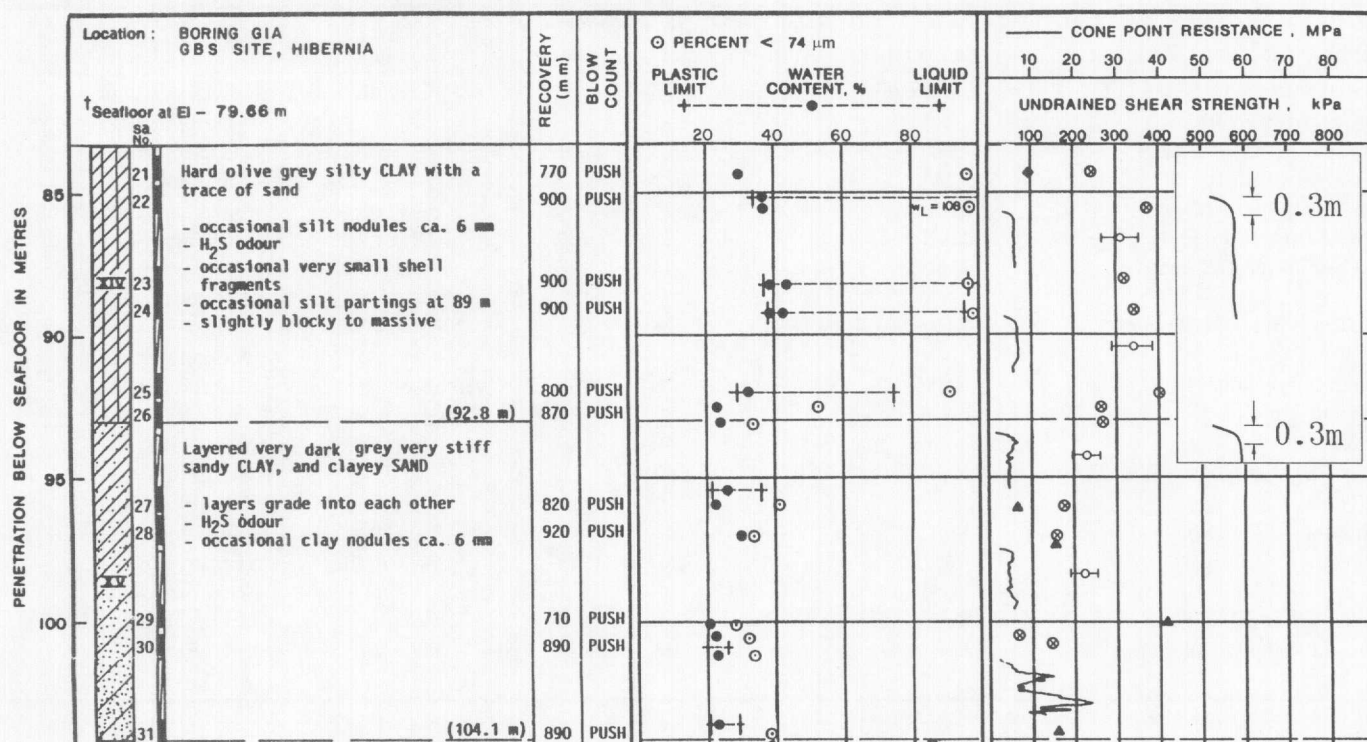 Location : BORING GIA
GBS SITE, HIBERNIA
†Seafloor at El - 79.66 m
sa.
No.
RECOVERY
(mm)
BLOW
COUNT
⊙ PERCENT < 74 µm
PLASTIC
LIMIT
WATER
CONTENT, %
LIQUID
LIMIT
20 40 60 80
CONE POINT RESISTANCE , MPa
10 20 30 40 50 60 70 80
UNDRAINED SHEAR STRENGTH , kPa
100 200 300 400 500 600 700 800
PENETRATION BELOW SEAFLOOR IN METRES
85
90
95
100
XIV
XV
21 Hard olive grey silty CLAY with a
trace of sand
770 PUSH
22
900 PUSH
w_L = 108
- occasional silt nodules ca. 6 mm
- H2S odour
- occasional very small shell
fragments
23
900 PUSH
- occasional silt partings at 89 m
24
900 PUSH
- slightly blocky to massive
0.3m
25
800 PUSH
26
(92.8 m)
870 PUSH
0.3m
Layered very dark grey very stiff
sandy CLAY, and clayey SAND
- layers grade into each other
27
820 PUSH
- H2S odour
28
- occasional clay nodules ca. 6 mm
920 PUSH
29
710 PUSH
30
890 PUSH
31
(104.1 m)
890 PUSH